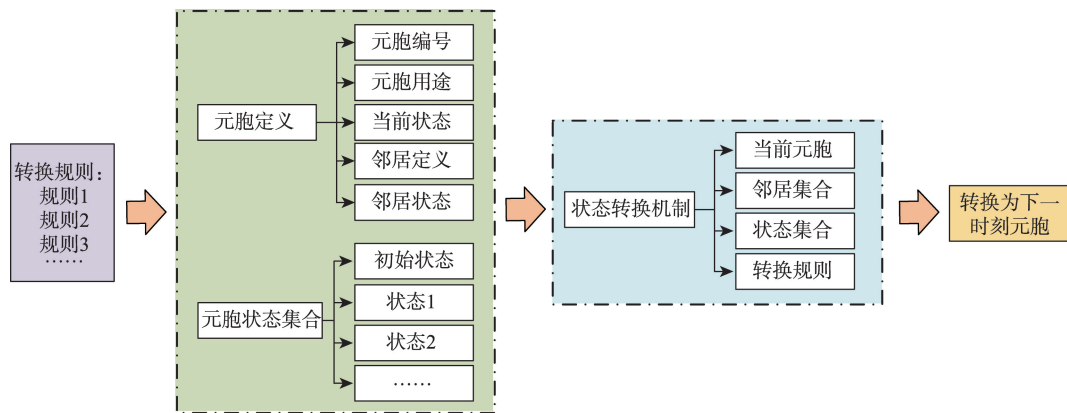 转换规则：
规则1
规则2
规则3
……
元胞定义
元胞编号
元胞用途
当前状态
邻居定义
邻居状态
元胞状态集合
初始状态
状态1
状态2
……
状态转换机制
当前元胞
邻居集合
状态集合
转换规则
转换为下一
时刻元胞